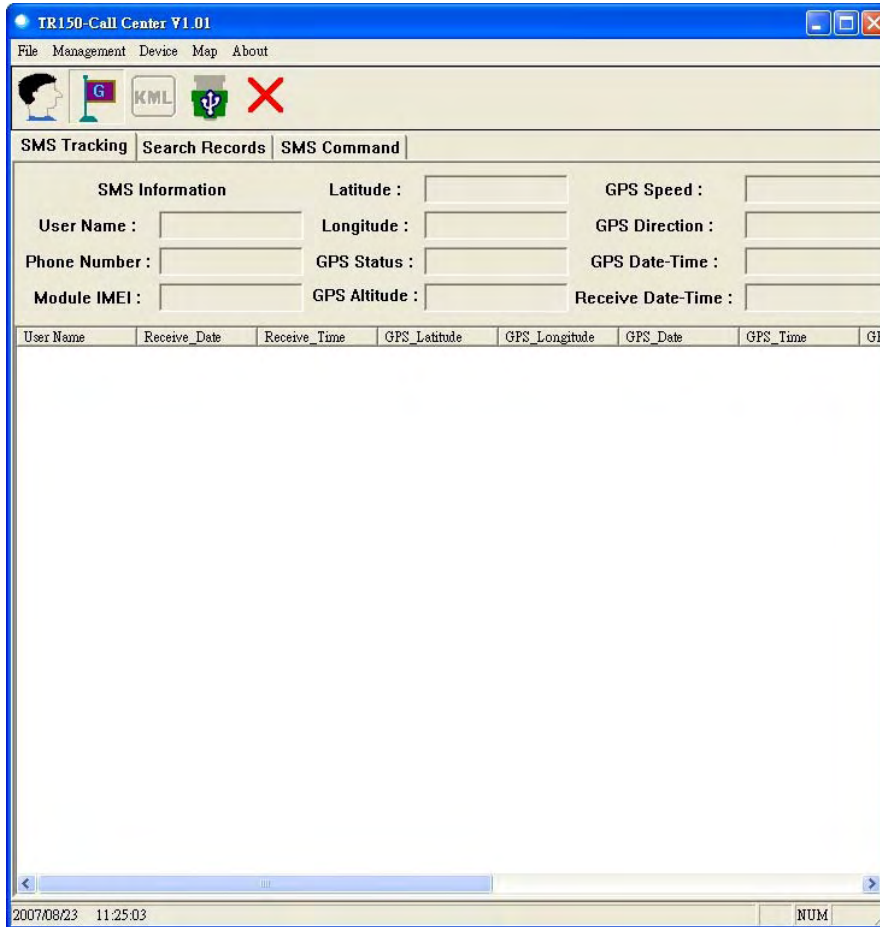 TR150-Call Center V1.01
File Management Device Map About
G KML
SMS Tracking Search Records SMS Command
SMS Information Latitude : GPS Speed :
User Name : Longitude : GPS Direction :
Phone Number : GPS Status : GPS Date-Time :
Module IMEI : GPS Altitude : Receive Date-Time :
User Name Receive_Date Receive_Time GPS_Latitude GPS_Longitude GPS_Date GPS_Time
2007/08/23 11:25:03 NUM